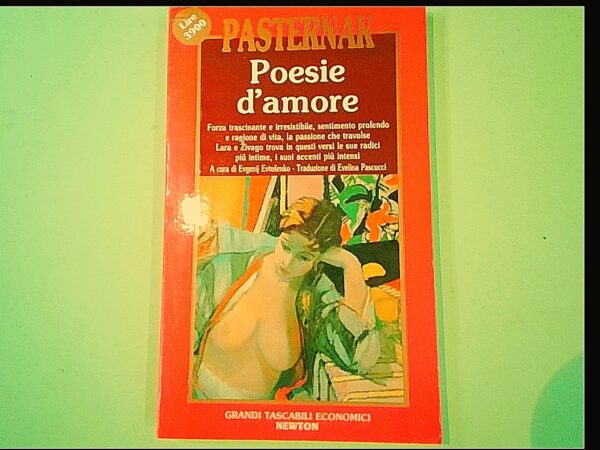 Lire
3900
PASTERNAK
Poesie
d'amore
Forza trascinante e irresistibile, sentimento profondo
e ragione di vita, la passione che travolse
Lara e Živago trova in questi versi le sue radici
più intime, i suoi accenti più intensi
A cura di Evgenij Evtušenko - Traduzione di Evelina Pascucci
GRANDI TASCABILI ECONOMICI
NEWTON